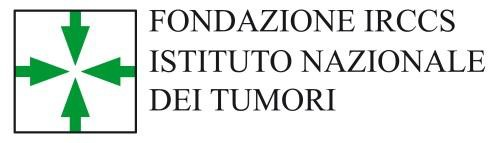 FONDAZIONE IRCCS
ISTITUTO NAZIONALE
DEI TUMORI